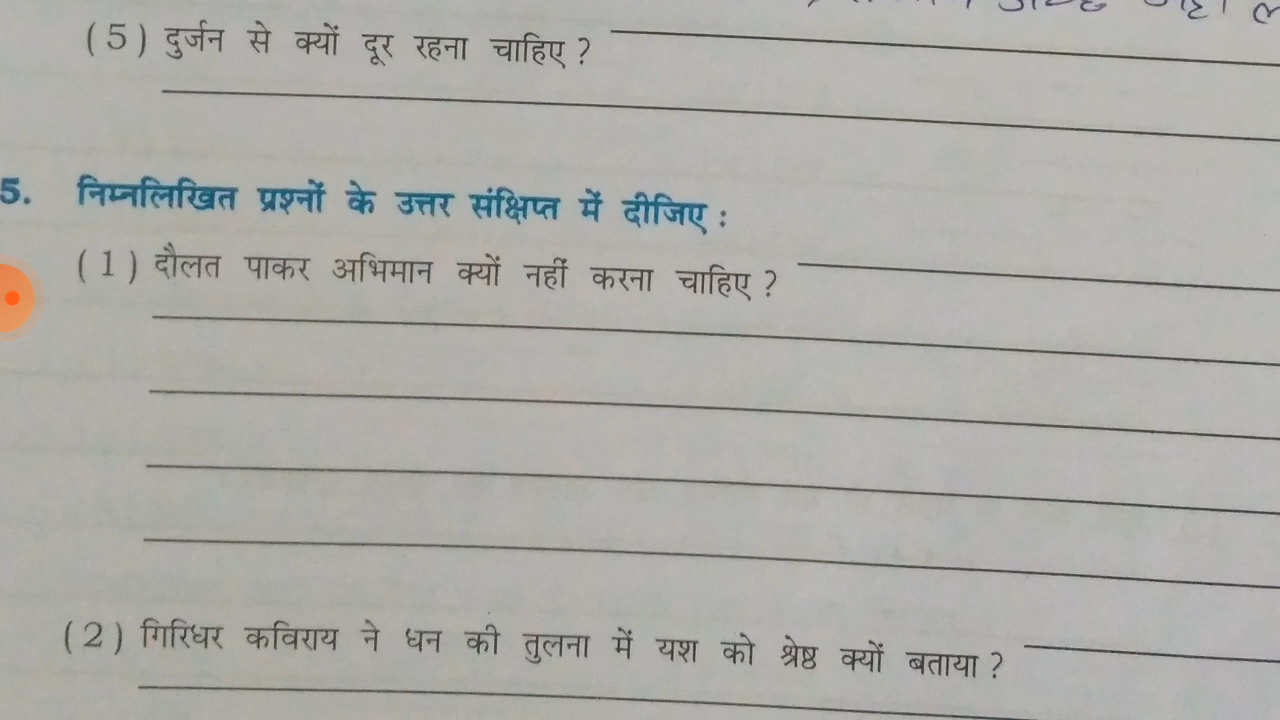 (5) दुर्जन से क्यों दूर रहना चाहिए ?
5. निम्नलिखित प्रश्नों के उत्तर संक्षिप्त में दीजिए :
(1) दौलत पाकर अभिमान क्यों नहीं करना चाहिए ?
(2) गिरिधर कविराय ने धन की तुलना में यश को श्रेष्ठ क्यों बताया ?